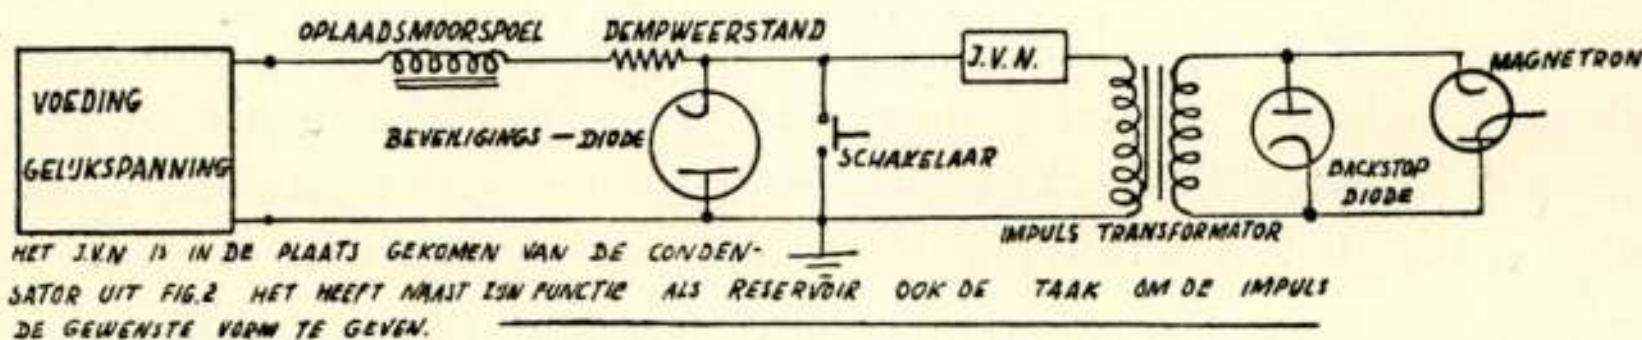 OPLAADSMOORSPOEL
DEMPWEERSTAND
J.V.N.
MAGNETRON
VOEDING
GELIJKSPANNING
BEVEILIGINGS — DIODE
SCHAKELAAR
BACKSTOP
DIODE
IMPULS TRANSFORMATOR
HET J.V.N IS IN DE PLAATS GEKOMEN VAN DE CONDEN-
SATOR UIT FIG.2 HET HEEFT NAAST ZIJN FUNCTIE ALS RESERVOIR OOK DE TAAK OM DE IMPULS
DE GEWENSTE VORM TE GEVEN.